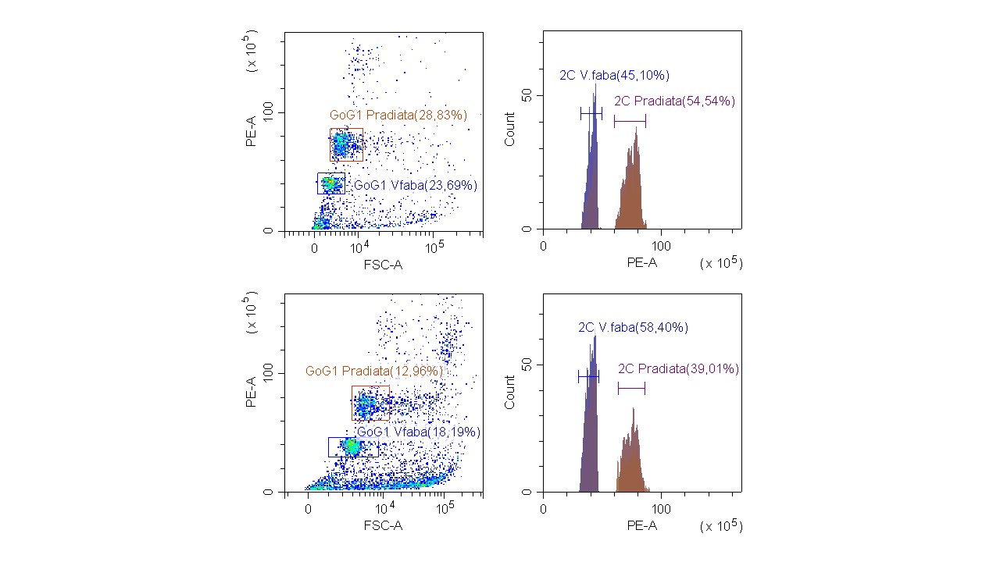 (x 10⁵)
PE-A
100
0
GoG1 Pradiata(28,83%)
GoG1 Vfaba(23,69%)
0 10⁴ 10⁵
FSC-A
Count
50
0
2C V.faba(45,10%)
2C Pradiata(54,54%)
0 100
PE-A (x 10⁵)
(x 10⁵)
PE-A
100
0
GoG1 Pradiata(12,96%)
GoG1 Vfaba(18,19%)
0 10⁴ 10⁵
FSC-A
Count
50
0
2C V.faba(58,40%)
2C Pradiata(39,01%)
0 100
PE-A (x 10⁵)